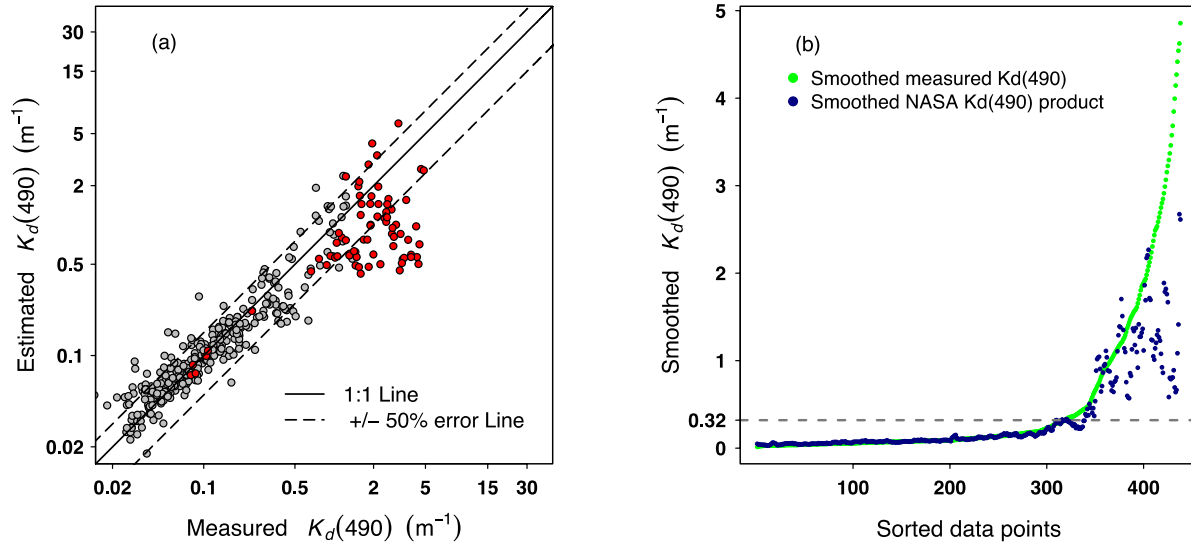 (a)
Estimated K_d(490) (m⁻¹)
30
15
5
2
0.5
0.1
0.02
1:1 Line
+/− 50% error Line
0.02 0.1 0.5 2 5 15 30
Measured K_d(490) (m⁻¹)
(b)
Smoothed measured Kd(490)
Smoothed NASA Kd(490) product
Smoothed K_d(490) (m⁻¹)
5
4
3
2
1
0.32
0
100 200 300 400
Sorted data points